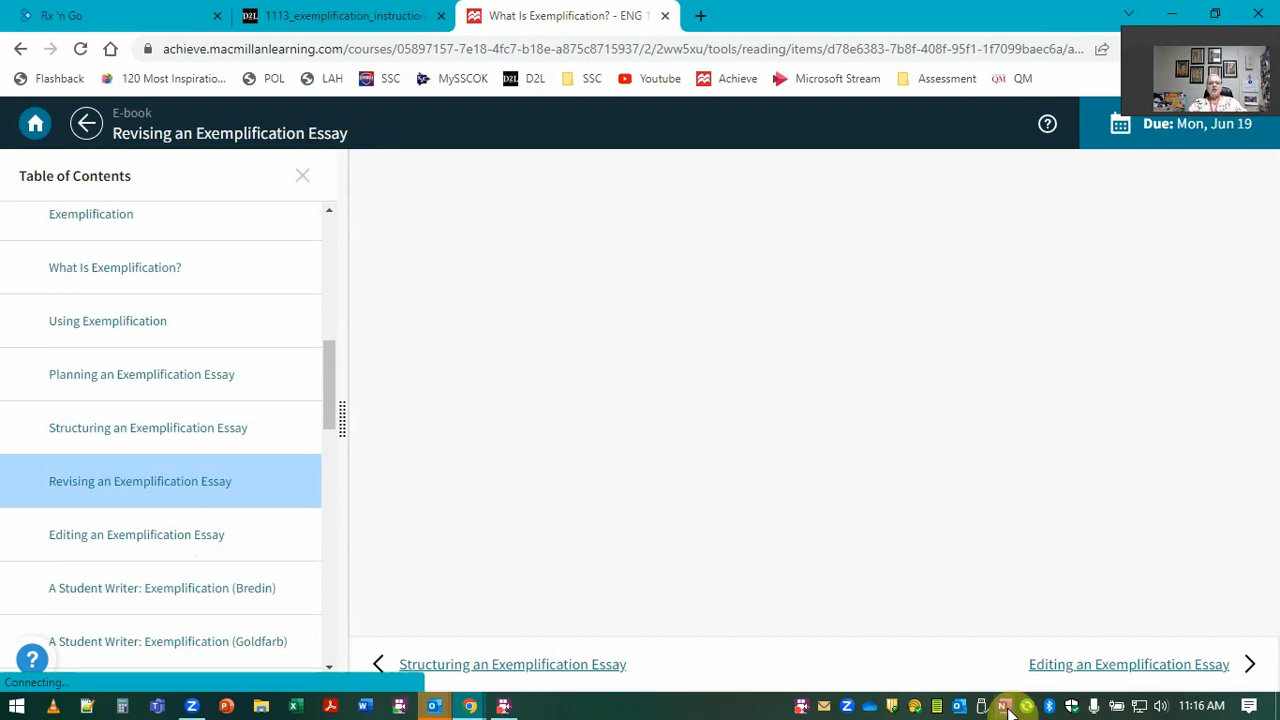 Rx 'n Go
D2L 1113_exemplification_instruction
What Is Exemplification? - ENG 1
achieve.macmillanlearning.com/courses/05897157-7e18-4fc7-b18e-a875c8715937/2/2ww5xu/tools/reading/items/d78e6383-7b8f-408f-95f1-1f7099baec6a/a...
Flashback 120 Most Inspiratio... POL LAH SSC MySSCOK D2L D2L SSC Youtube Achieve Microsoft Stream Assessment QM QM
E-book
Revising an Exemplification Essay
Due: Mon, Jun 19
Table of Contents
Exemplification
What Is Exemplification?
Using Exemplification
Planning an Exemplification Essay
Structuring an Exemplification Essay
Revising an Exemplification Essay
Editing an Exemplification Essay
A Student Writer: Exemplification (Bredin)
A Student Writer: Exemplification (Goldfarb)
Structuring an Exemplification Essay
Editing an Exemplification Essay
Connecting...
11:16 AM